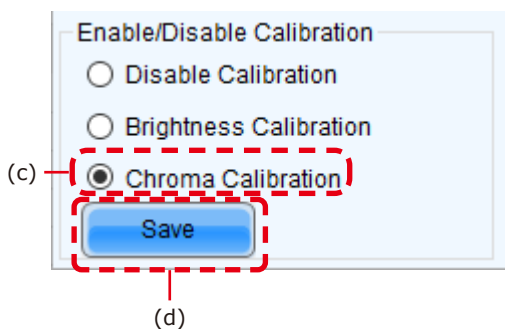 Enable/Disable Calibration
Disable Calibration
Brightness Calibration
(c)
Chroma Calibration
Save
(d)